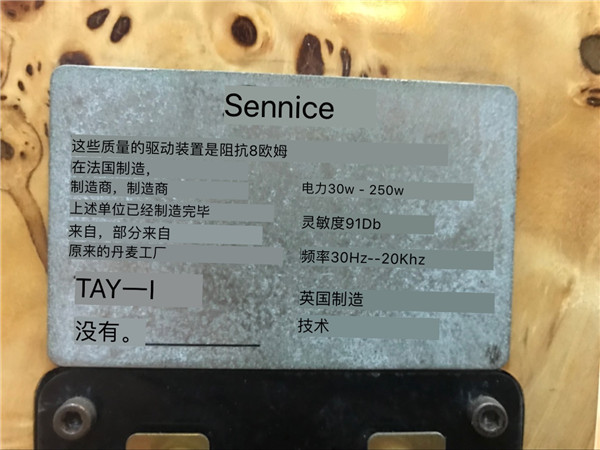 Sennice
这些质量的驱动装置是阻抗8欧姆
在法国制造，
制造商，制造商
上述单位已经制造完毕
来自，部分来自
原来的丹麦工厂
TAY—I
没有。
电力30w - 250w
灵敏度91Db
频率30Hz--20Khz
英国制造
技术